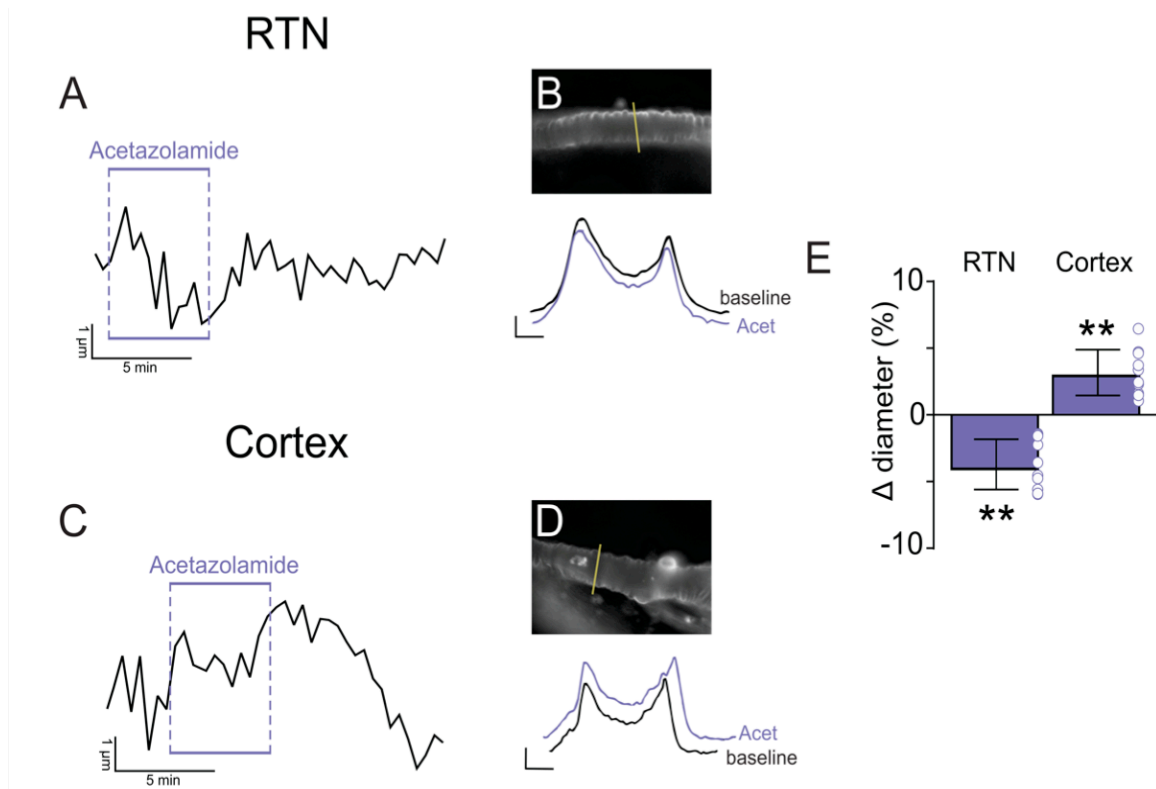 RTN
A
Acetazolamide
1 μm
5 min
B
baseline
Acet
Cortex
C
Acetazolamide
1 μm
5 min
D
Acet
baseline
E
RTN Cortex
Δ diameter (%)
10
**
0
**
-10